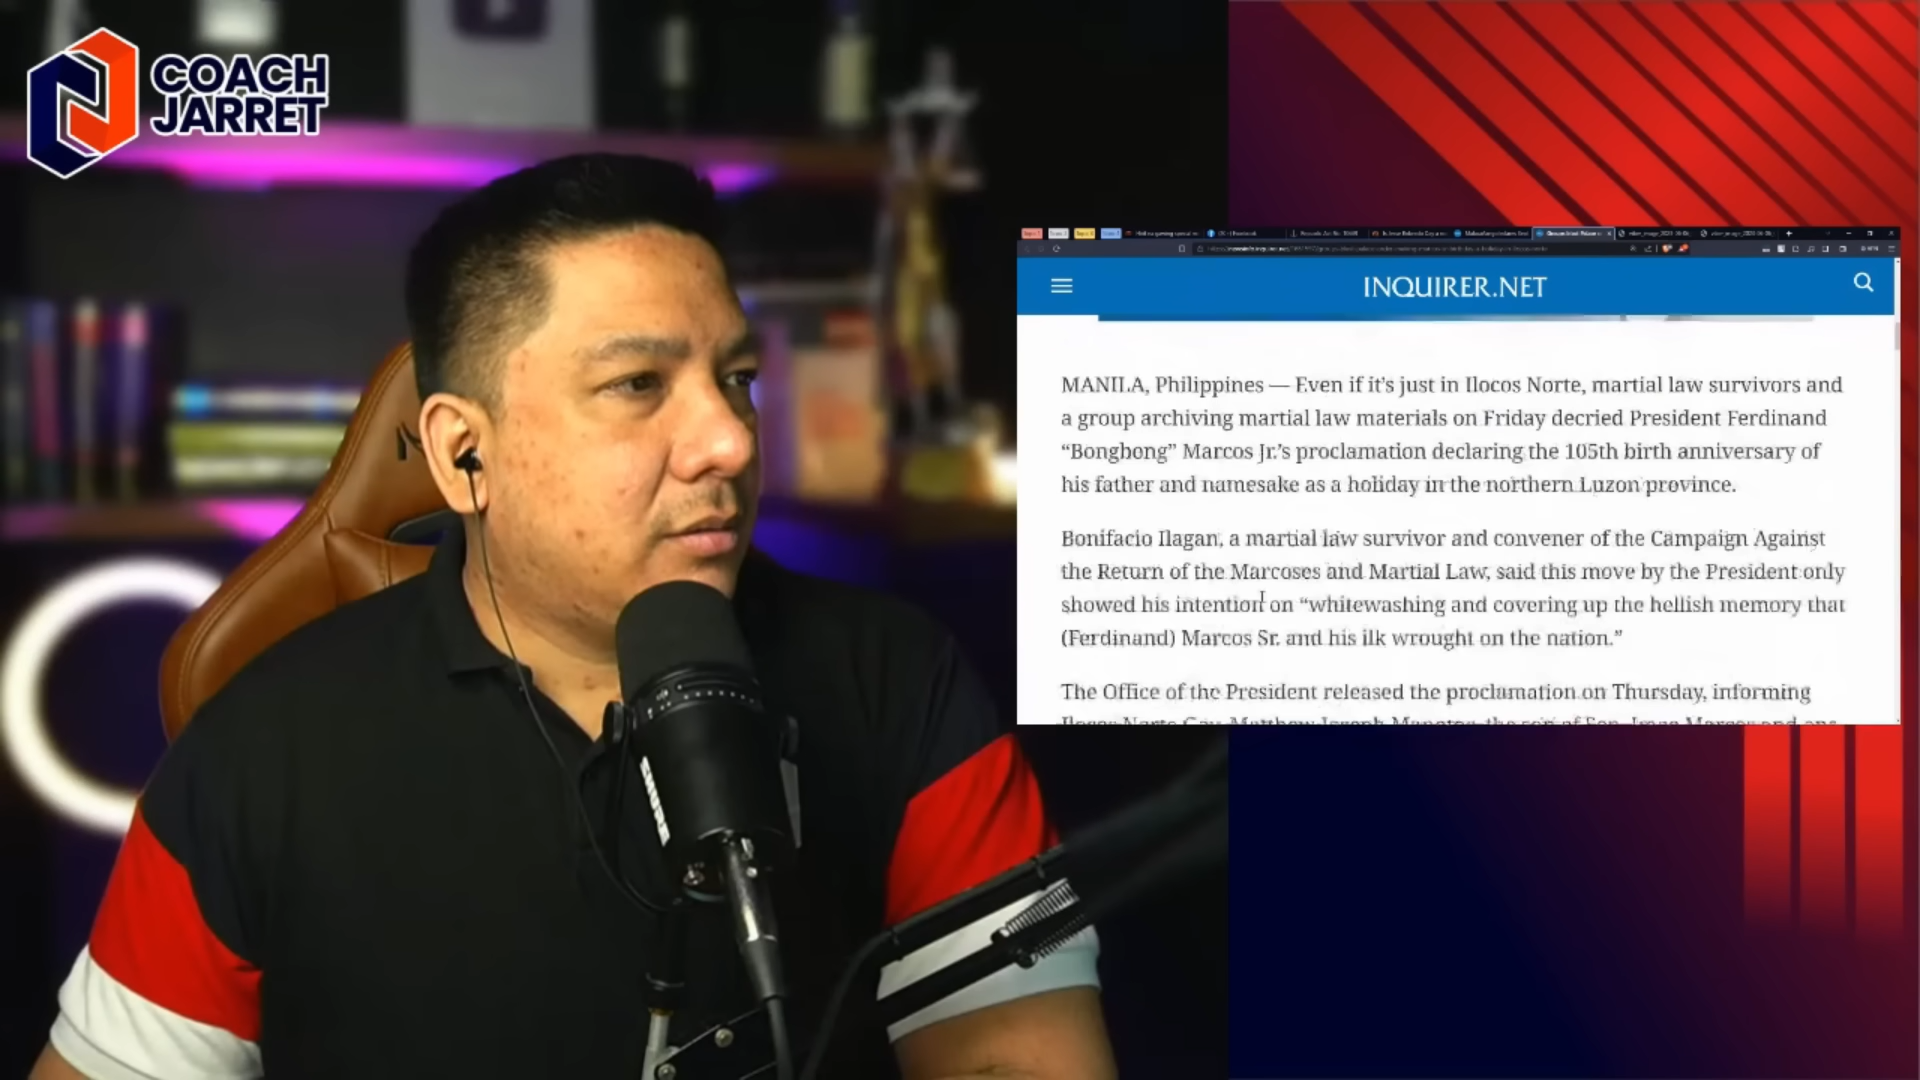 COACH
JARRET
INQUIRER.NET
MANILA, Philippines — Even if it's just in Ilocos Norte, martial law survivors and
a group archiving martial law materials on Friday decried President Ferdinand
“Bongbong” Marcos Jr.'s proclamation declaring the 105th birth anniversary of
his father and namesake as a holiday in the northern Luzon province.
Bonifacio Ilagan, a martial law survivor and convener of the Campaign Against
the Return of the Marcoses and Martial Law, said this move by the President only
showed his intention on “whitewashing and covering up the hellish memory that
(Ferdinand) Marcos Sr. and his ilk wrought on the nation.”
The Office of the President released the proclamation on Thursday, informing
SHURE